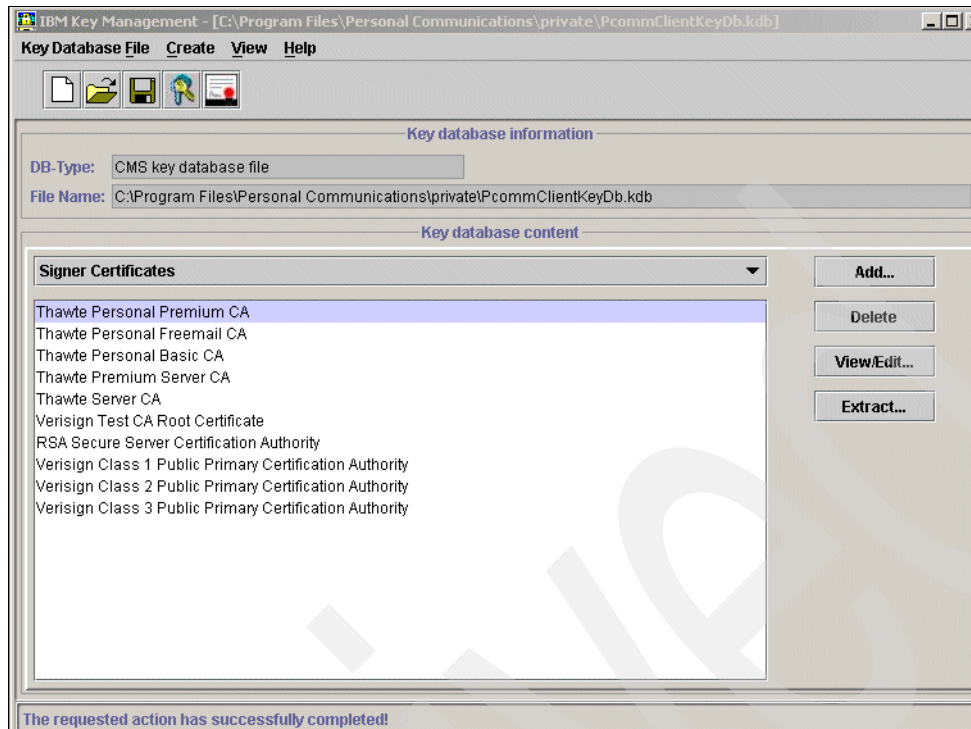 IBM Key Management - [C:\Program Files\Personal Communications\private\PcommClientKeyDb.kdb]
Key Database File Create View Help
Key database information
DB-Type: CMS key database file
File Name: C:\Program Files\Personal Communications\private\PcommClientKeyDb.kdb
Key database content
Signer Certificates
Add...
Thawte Personal Premium CA
Delete
Thawte Personal Freemail CA
Thawte Personal Basic CA
View/Edit...
Thawte Premium Server CA
Thawte Server CA
Extract...
Verisign Test CA Root Certificate
RSA Secure Server Certification Authority
Verisign Class 1 Public Primary Certification Authority
Verisign Class 2 Public Primary Certification Authority
Verisign Class 3 Public Primary Certification Authority
The requested action has successfully completed!